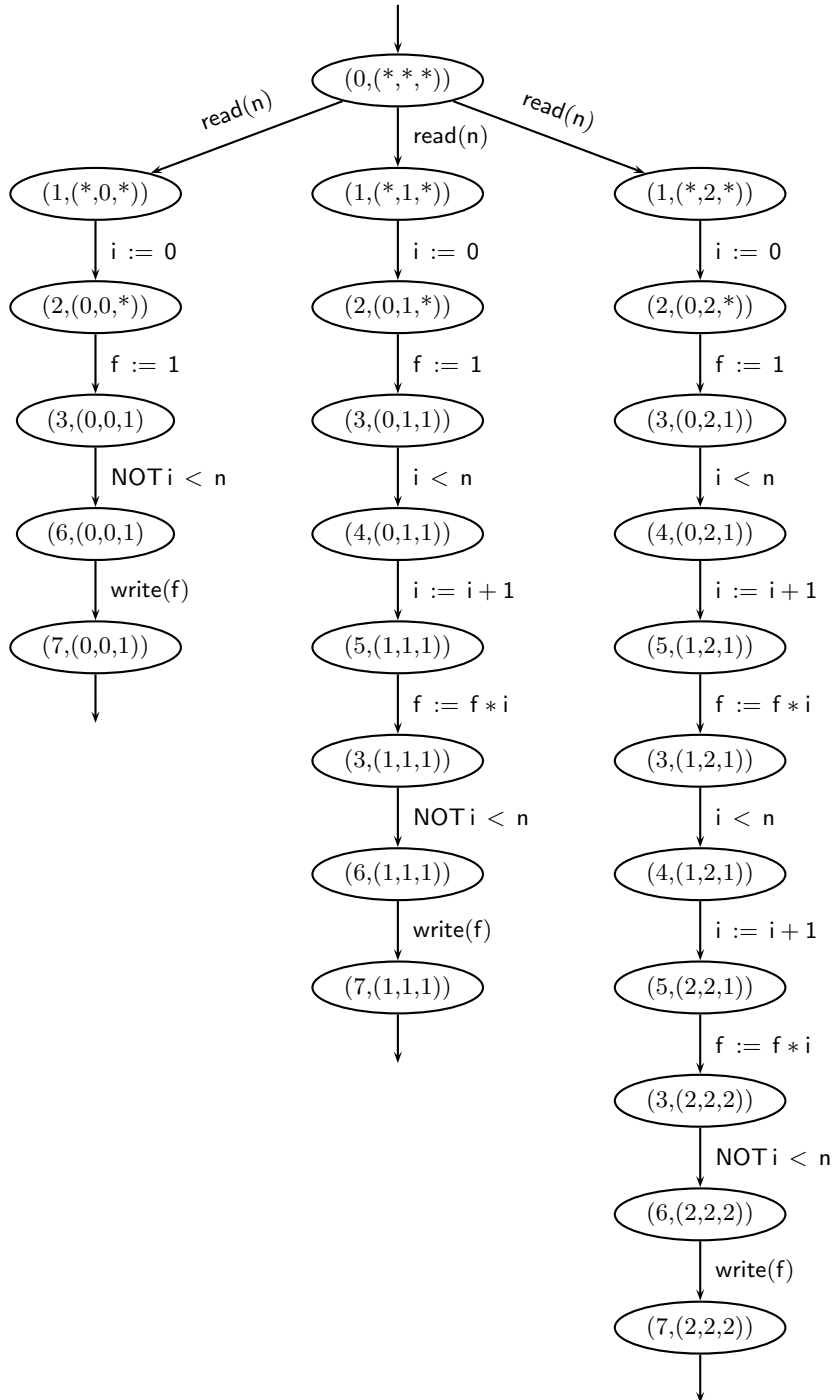 (0,(*,*,*))
read(n)
read(n)
read(n)
(1,(*,0,*))
(1,(*,1,*))
(1,(*,2,*))
i := 0
i := 0
i := 0
(2,(0,0,*))
(2,(0,1,*))
(2,(0,2,*))
f := 1
f := 1
f := 1
(3,(0,0,1)
(3,(0,1,1))
(3,(0,2,1))
NOT i < n
i < n
i < n
(6,(0,0,1)
(4,(0,1,1))
(4,(0,2,1))
write(f)
i := i + 1
i := i + 1
(7,(0,0,1))
(5,(1,1,1))
(5,(1,2,1))
f := f * i
f := f * i
(3,(1,1,1))
(3,(1,2,1))
NOT i < n
i < n
(6,(1,1,1))
(4,(1,2,1))
write(f)
i := i + 1
(7,(1,1,1))
(5,(2,2,1))
f := f * i
(3,(2,2,2))
NOT i < n
(6,(2,2,2))
write(f)
(7,(2,2,2))